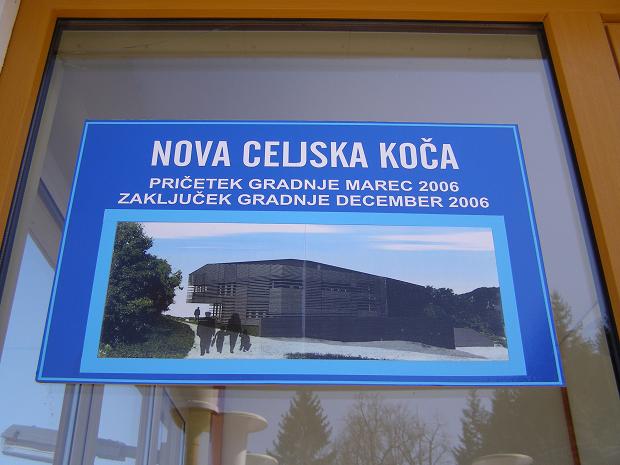 NOVA CELJSKA KOČA
PRIČETEK GRADNJE MAREC 2006
ZAKLJUČEK GRADNJE DECEMBER 2006